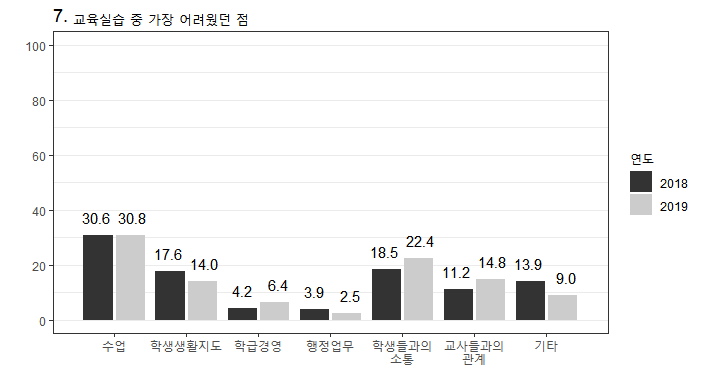 7. 교육실습 중 가장 어려웠던 점
100
80
60
40
20
0
30.6 30.8
17.6 14.0
4.2 6.4
3.9 2.5
18.5 22.4
11.2 14.8
13.9 9.0
수업
학생생활지도
학급경영
행정업무
학생들과의
소통
교사들과의
관계
기타
연도
2018
2019